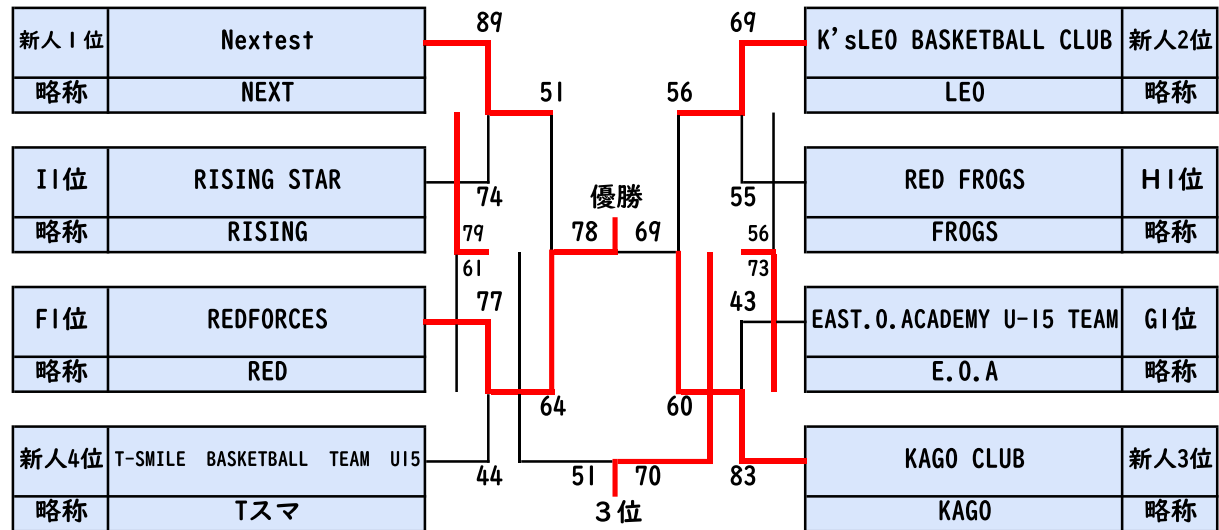 新人1位 Nextest
略称 NEXT
I1位 RISING STAR
略称 RISING
F1位 REDFORCES
略称 RED
新人4位 T-SMILE BASKETBALL TEAM U15
略称 Tスマ
89
51
74
79
61
77
64
44
優勝
78 69
51 70
3位
69
56
55
56
73
43
60
83
K'sLEO BASKETBALL CLUB 新人2位
LEO 略称
RED FROGS H1位
FROGS 略称
EAST.O.ACADEMY U-15 TEAM G1位
E.O.A 略称
KAGO CLUB 新人3位
KAGO 略称